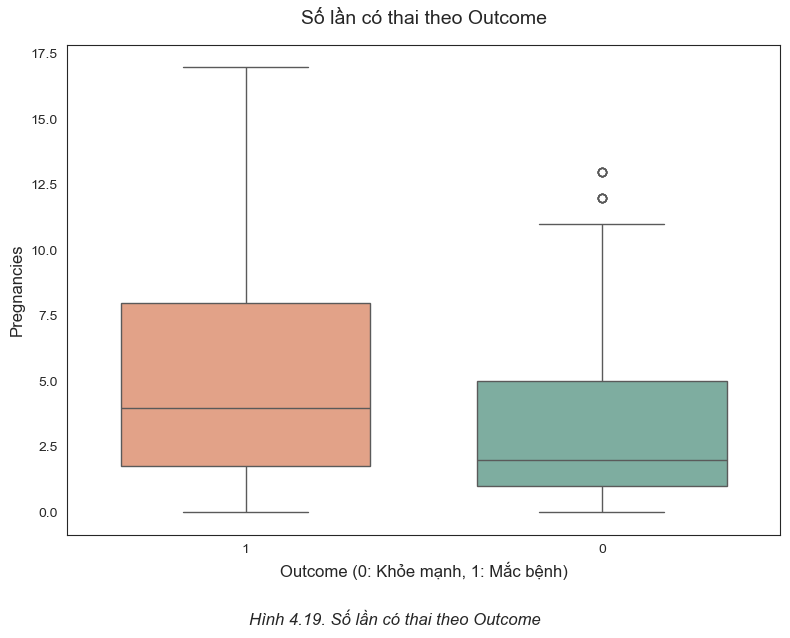 Số lần có thai theo Outcome
17.5
15.0
12.5
10.0
7.5
5.0
2.5
0.0
Pregnancies
1
0
Outcome (0: Khỏe mạnh, 1: Mắc bệnh)
Hình 4.19. Số lần có thai theo Outcome